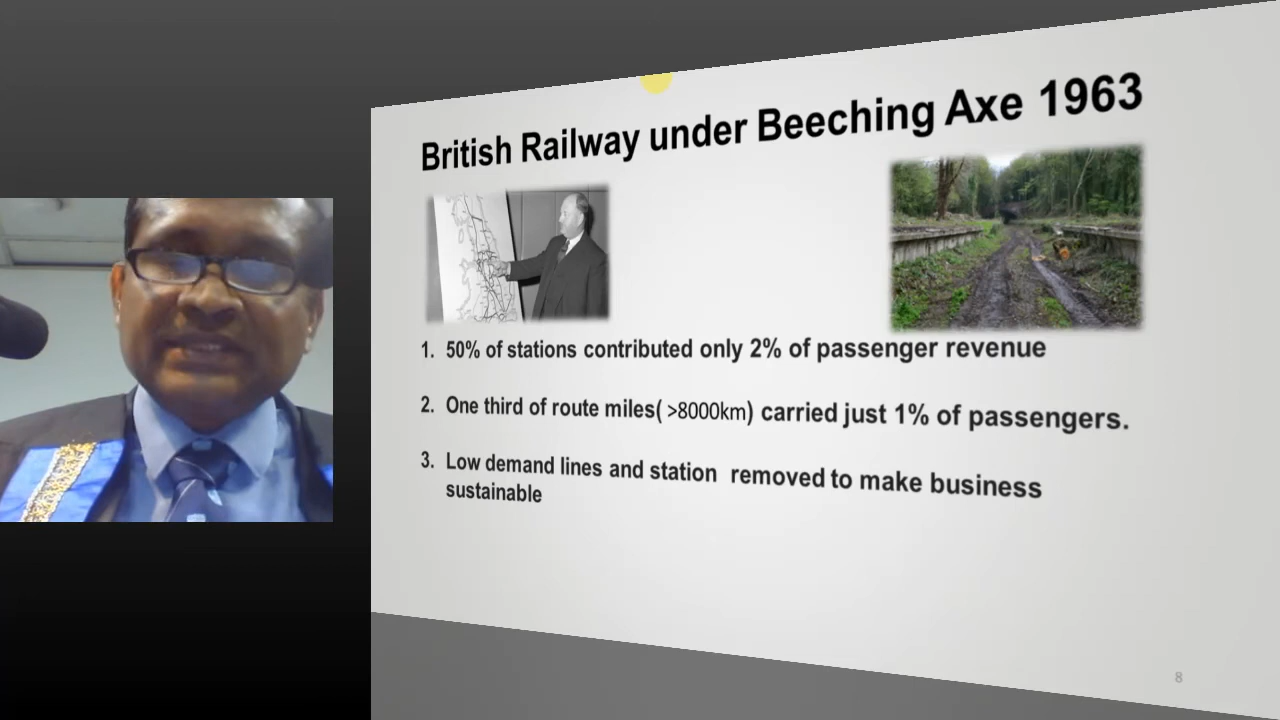 British Railway under Beeching Axe 1963
1. 50% of stations contributed only 2% of passenger revenue
2. One third of route miles( >8000km) carried just 1% of passengers.
3. Low demand lines and station removed to make business
sustainable
8